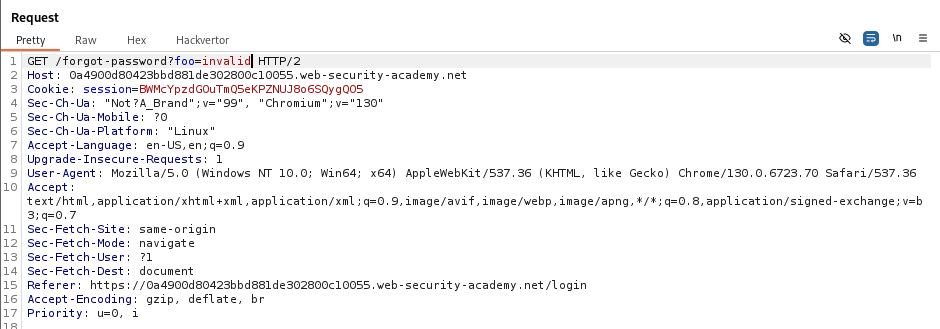 Request
Pretty Raw Hex Hackvertor \n
1 GET /forgot-password?foo=invalid HTTP/2
2 Host: 0a4900d80423bbd881de302800c10055.web-security-academy.net
3 Cookie: session=BWMcYpzdGOuTmQ5eKPZNUJ8o6SQygQO5
4 Sec-Ch-Ua: "Not?A_Brand";v="99", "Chromium";v="130"
5 Sec-Ch-Ua-Mobile: ?0
6 Sec-Ch-Ua-Platform: "Linux"
7 Accept-Language: en-US,en;q=0.9
8 Upgrade-Insecure-Requests: 1
9 User-Agent: Mozilla/5.0 (Windows NT 10.0; Win64; x64) AppleWebKit/537.36 (KHTML, like Gecko) Chrome/130.0.6723.70 Safari/537.36
10 Accept:
text/html,application/xhtml+xml,application/xml;q=0.9,image/avif,image/webp,image/apng,*/*;q=0.8,application/signed-exchange;v=b
3;q=0.7
11 Sec-Fetch-Site: same-origin
12 Sec-Fetch-Mode: navigate
13 Sec-Fetch-User: ?1
14 Sec-Fetch-Dest: document
15 Referer: https://0a4900d80423bbd881de302800c10055.web-security-academy.net/login
16 Accept-Encoding: gzip, deflate, br
17 Priority: u=0, i
18